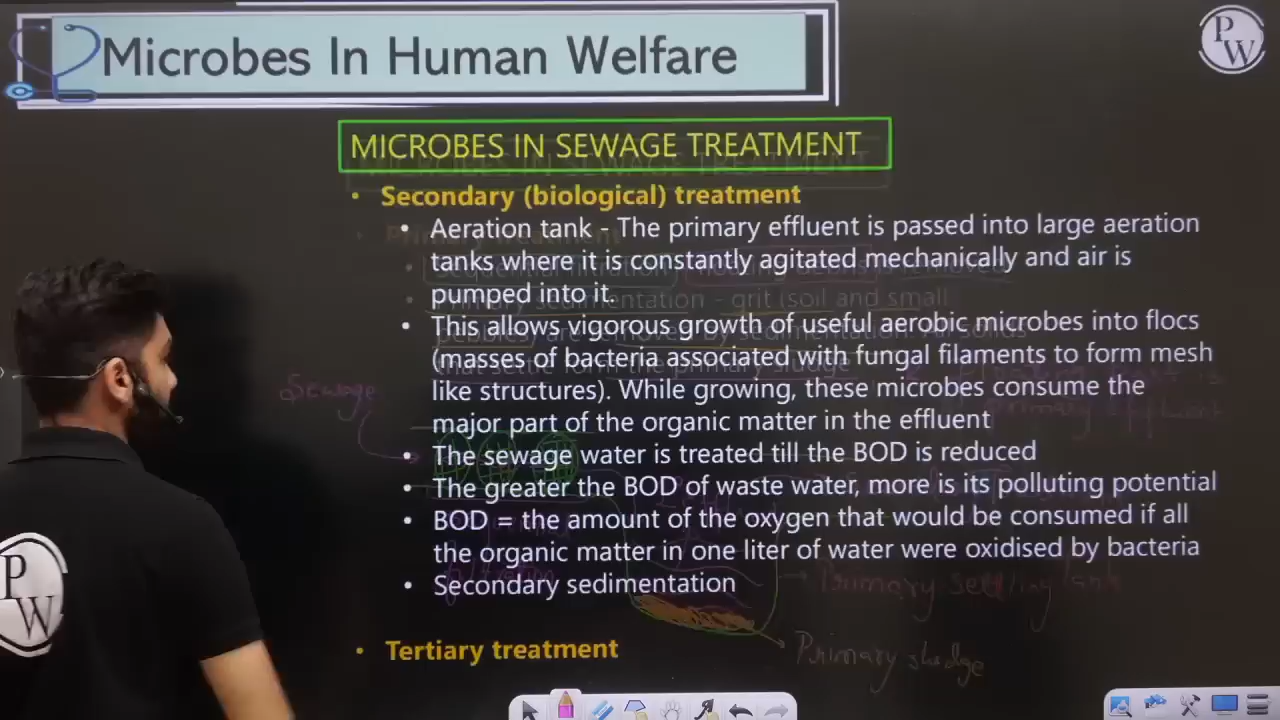 Microbes In Human Welfare
PW
MICROBES IN SEWAGE TREATMENT
• Secondary (biological) treatment
• Aeration tank - The primary effluent is passed into large aeration
tanks where it is constantly agitated mechanically and air is
pumped into it.
• This allows vigorous growth of useful aerobic microbes into flocs
(masses of bacteria associated with fungal filaments to form mesh
like structures). While growing, these microbes consume the
major part of the organic matter in the effluent
• The sewage water is treated till the BOD is reduced
• The greater the BOD of waste water, more is its polluting potential
• BOD = the amount of the oxygen that would be consumed if all
the organic matter in one liter of water were oxidised by bacteria
• Secondary sedimentation
• Tertiary treatment
Sewage
Primary settling tank
Primary sludge
PW